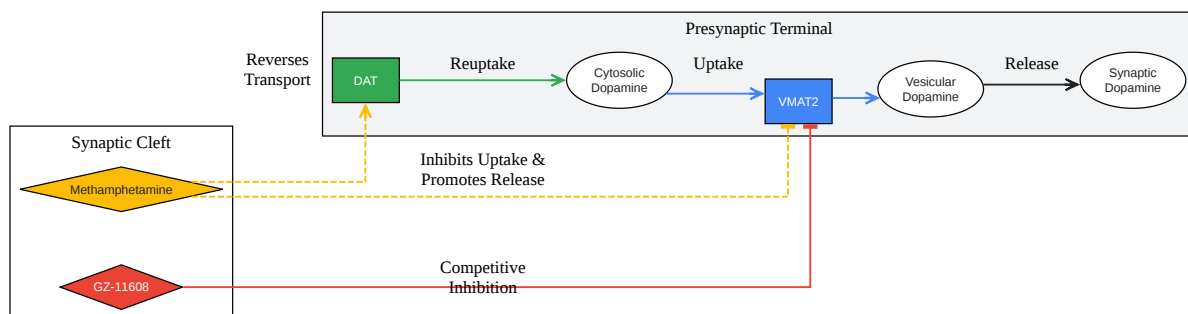 Presynaptic Terminal
Reverses
Transport
DAT
Reuptake
Cytosolic
Dopamine
Uptake
VMAT2
Vesicular
Dopamine
Release
Synaptic
Dopamine
Synaptic Cleft
Methamphetamine
Inhibits Uptake &
Promotes Release
GZ-11608
Competitive
Inhibition